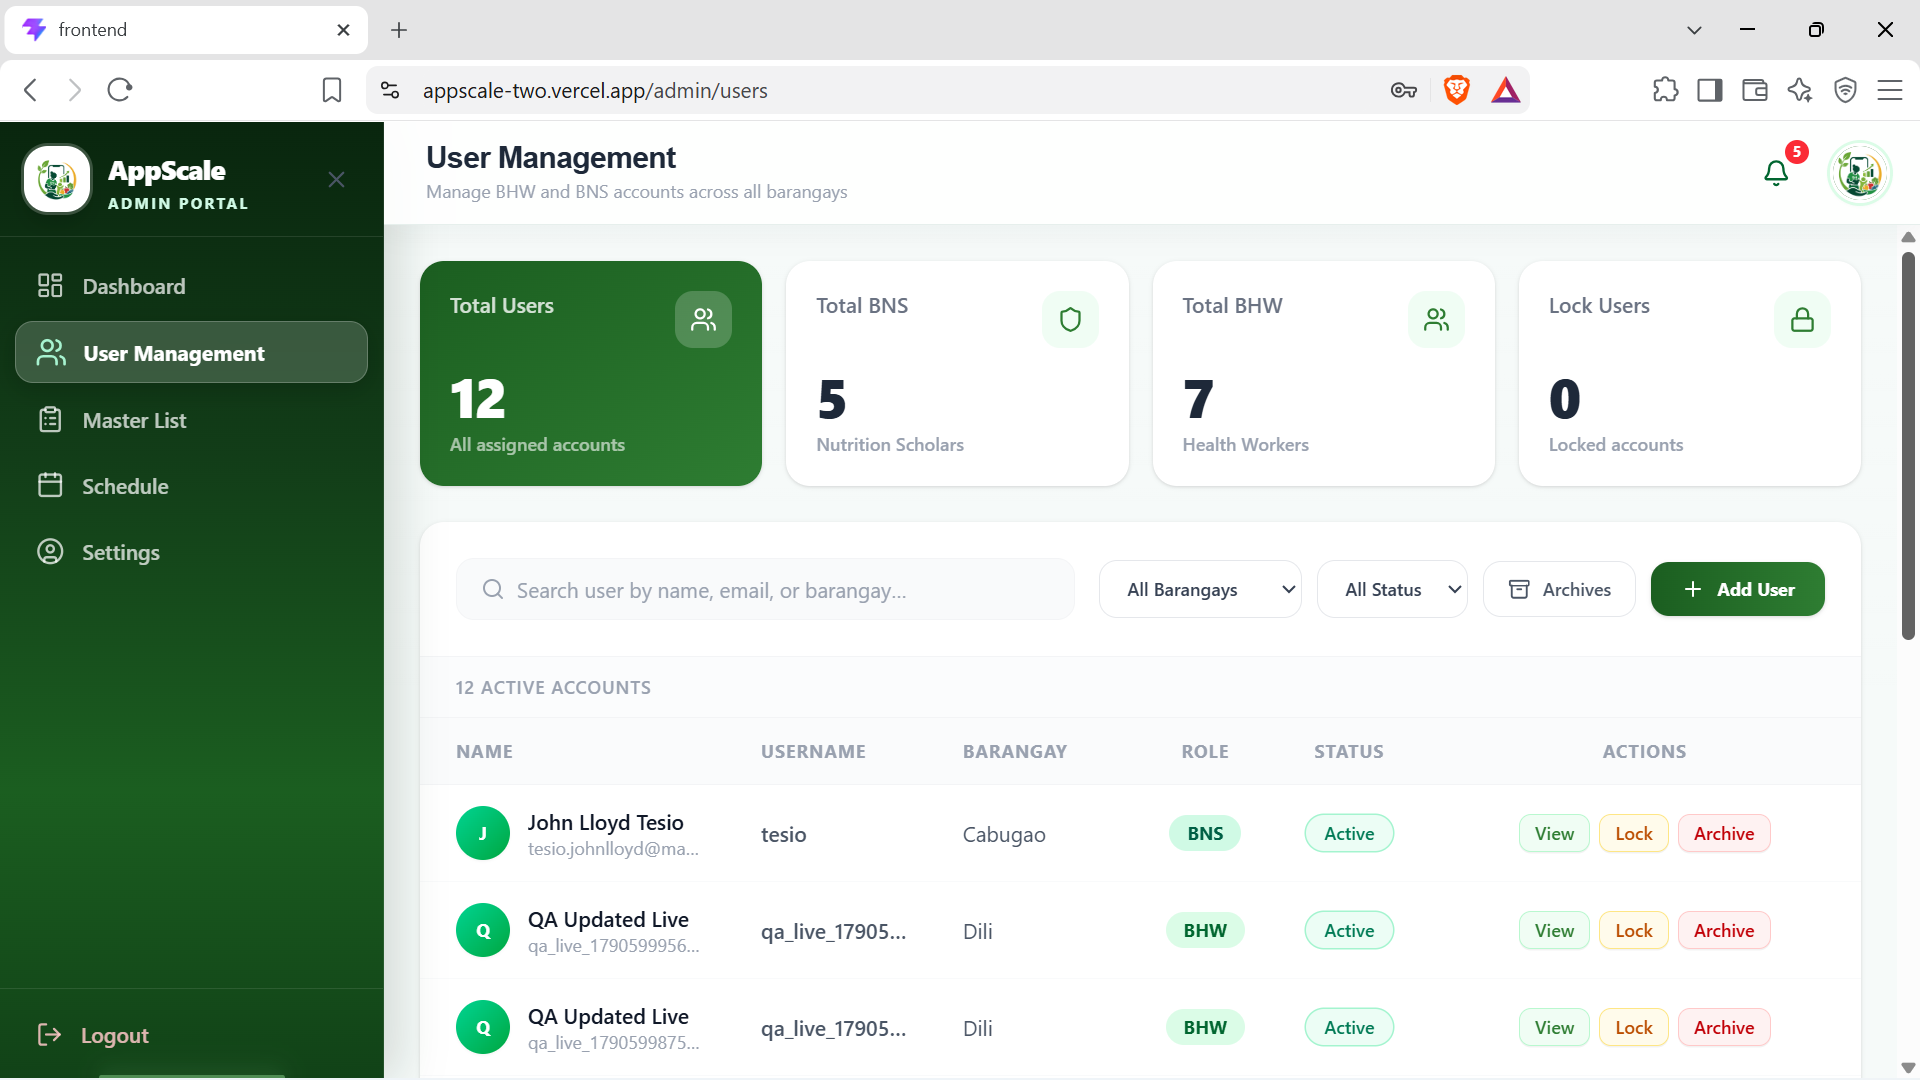 frontend
appscale-two.vercel.app/admin/users
AppScale
ADMIN PORTAL
Dashboard
User Management
Master List
Schedule
Settings
Logout
User Management
Manage BHW and BNS accounts across all barangays
5
Total Users
12
All assigned accounts
Total BNS
5
Nutrition Scholars
Total BHW
7
Health Workers
Lock Users
0
Locked accounts
Search user by name, email, or barangay...
All Barangays
All Status
Archives
Add User
12 ACTIVE ACCOUNTS
NAME USERNAME BARANGAY ROLE STATUS ACTIONS
J John Lloyd Tesio tesio Cabugao BNS Active View Lock Archive
tesio.johnlloyd@ma...
Q QA Updated Live qa_live_17905... Dili BHW Active View Lock Archive
qa_live_1790599956...
Q QA Updated Live qa_live_17905... Dili BHW Active View Lock Archive
qa_live_1790599875...